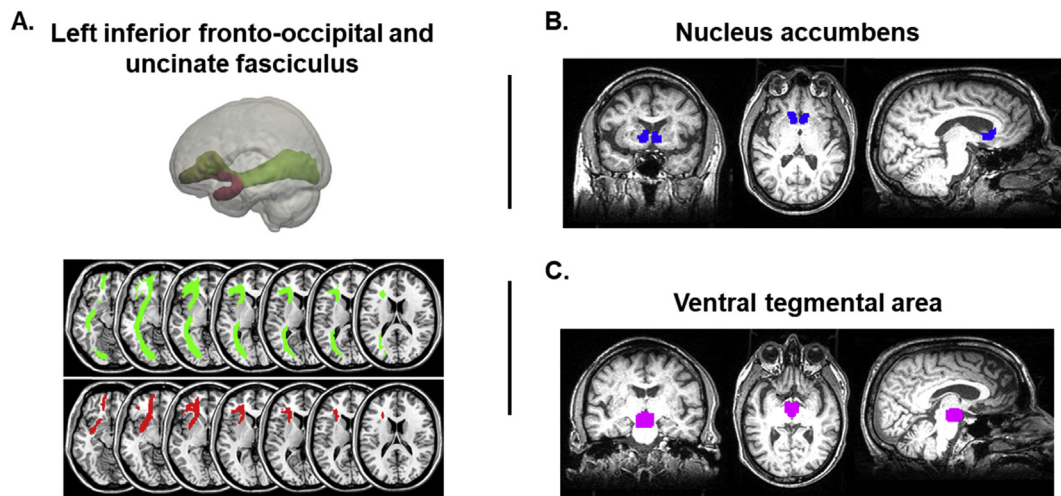 A.
Left inferior fronto-occipital and
uncinate fasciculus
B.
Nucleus accumbens
C.
Ventral tegmental area